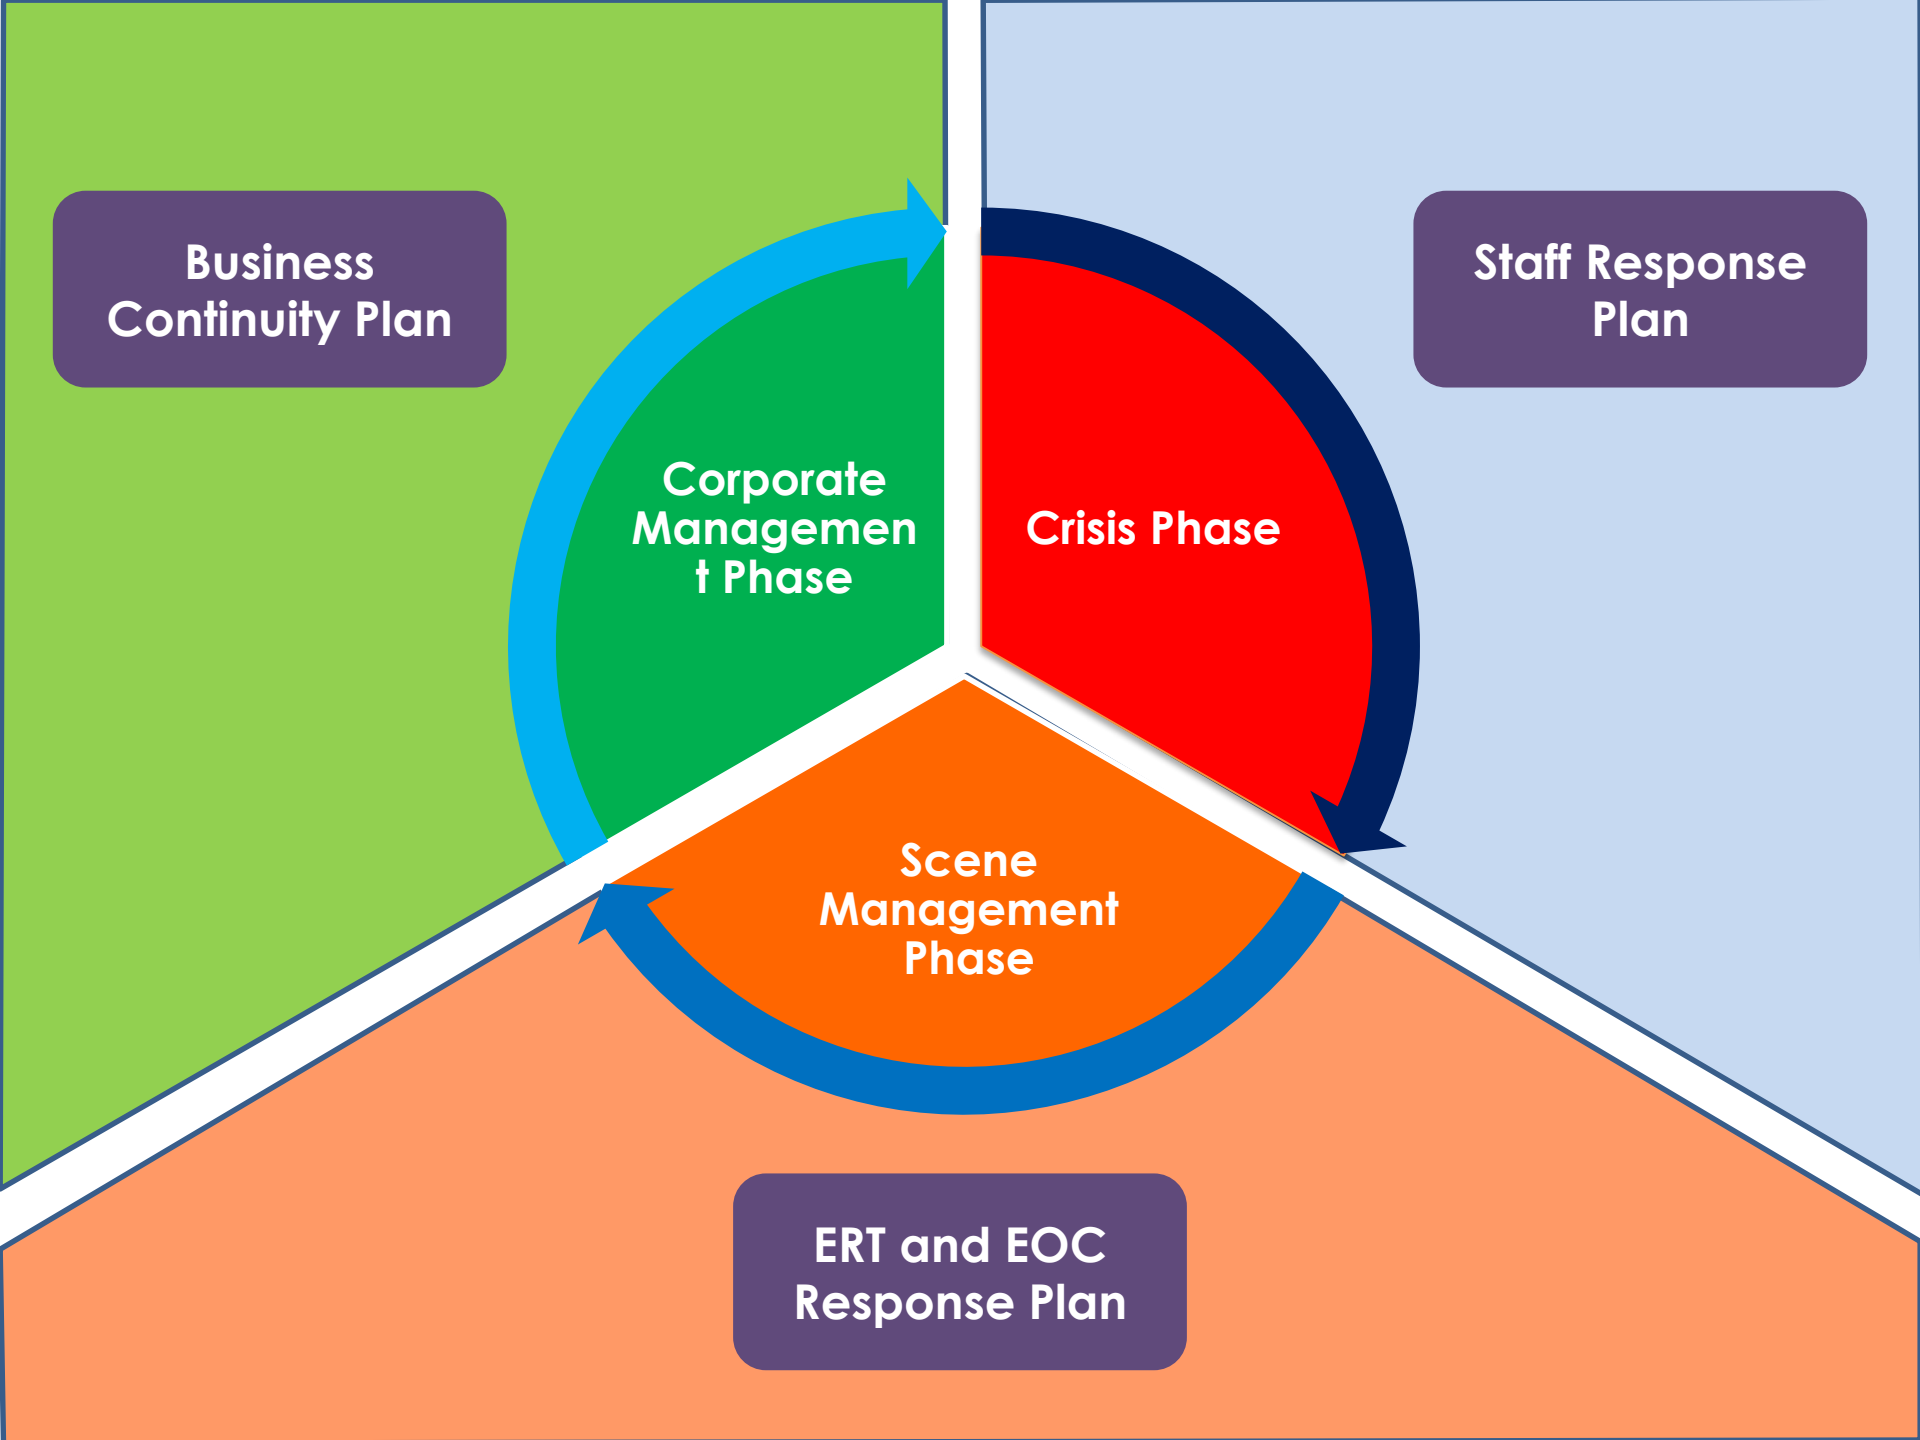 Business
Continuity Plan
Staff Response
Plan
Corporate
Managemen
t Phase
Crisis Phase
Scene
Management
Phase
ERT and EOC
Response Plan